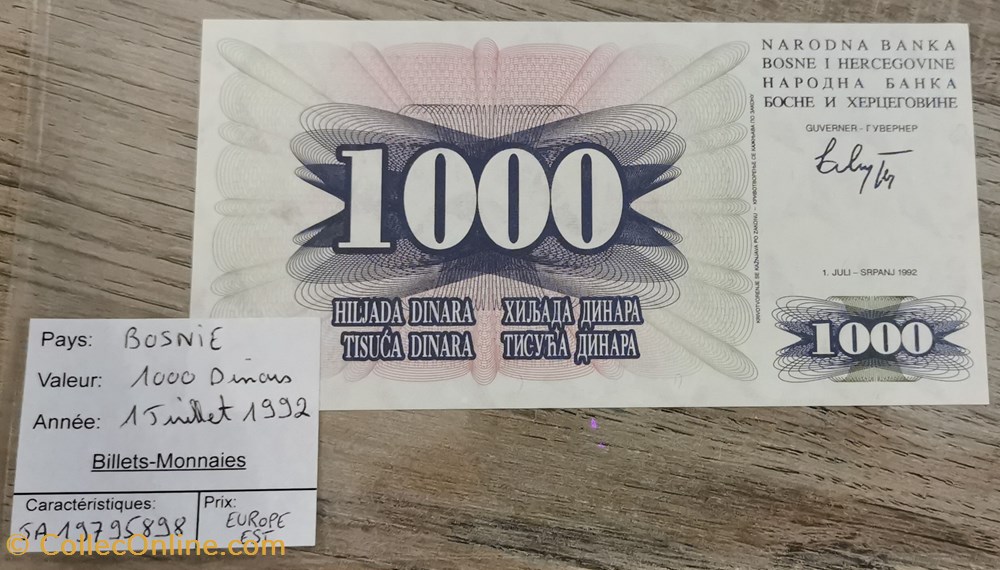 NARODNA BANKA
BOSNE I HERCEGOVINE
НАРОДНА БАНКА
БОСНЕ И ХЕРЦЕГОВИНЕ
GUVERNER - ГУВЕРНЕР
1000
1. JULI – SRPANJ 1992
HILJADA DINARA ХИЉАДА ДИНАРА
TISUĆA DINARA ТИСУЋА ДИНАРА
1000
Pays: BOSNIE
Valeur: 1000 Dinars
Année: 1 Juillet 1992
Billets-Monnaies
Caractéristiques: Prix:
19795898 EUROPE
EST
© CollecOnline.com